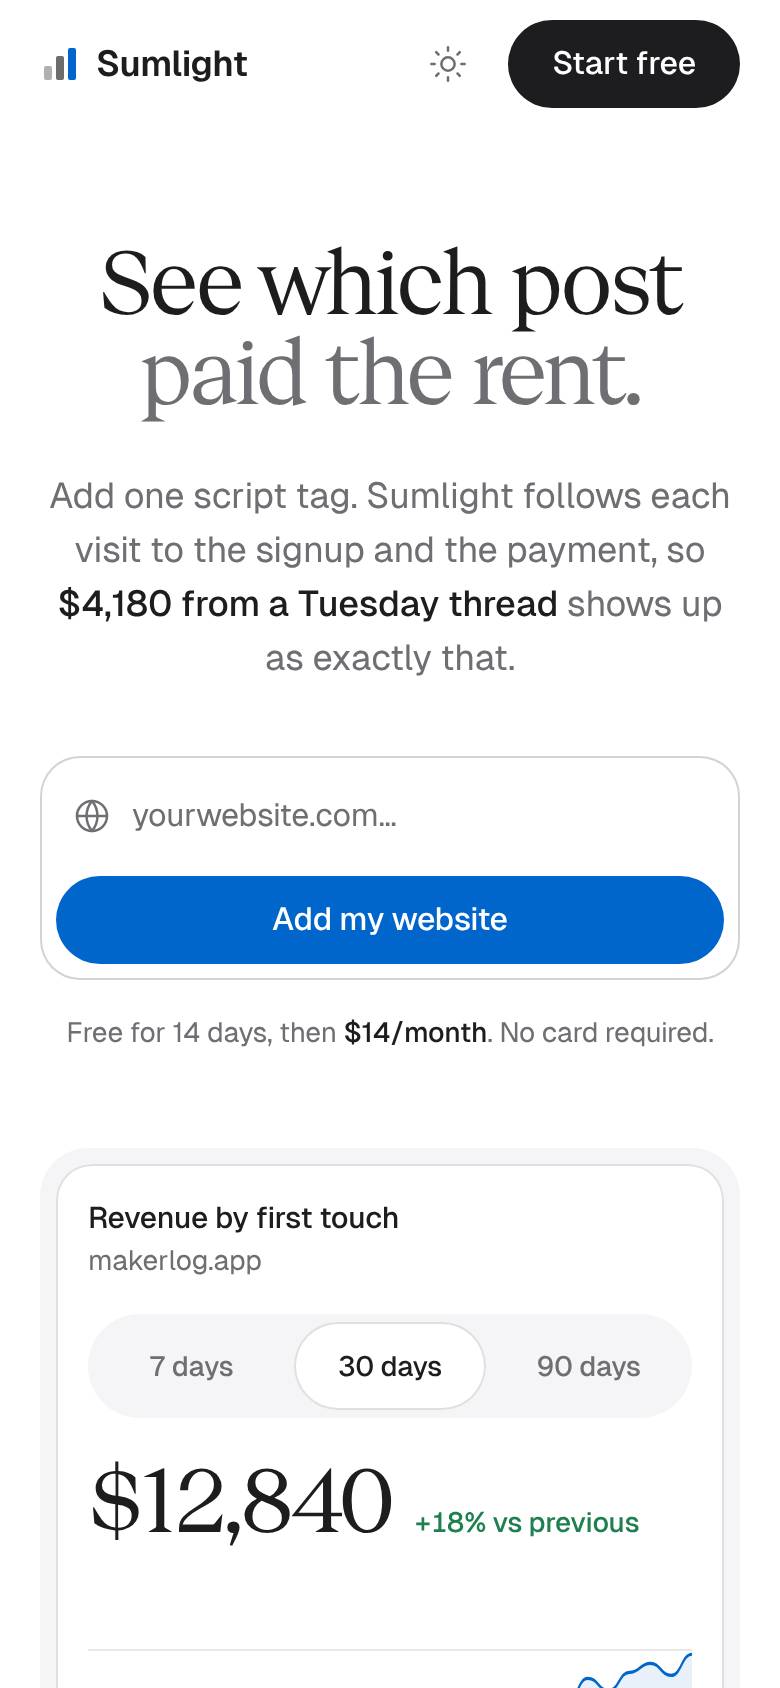 Sumlight
Start free
See which post
paid the rent.
Add one script tag. Sumlight follows each
visit to the signup and the payment, so
$4,180 from a Tuesday thread shows up
as exactly that.
yourwebsite.com...
Add my website
Free for 14 days, then $14/month. No card required.
Revenue by first touch
makerlog.app
7 days
30 days
90 days
$12,840
+18% vs previous